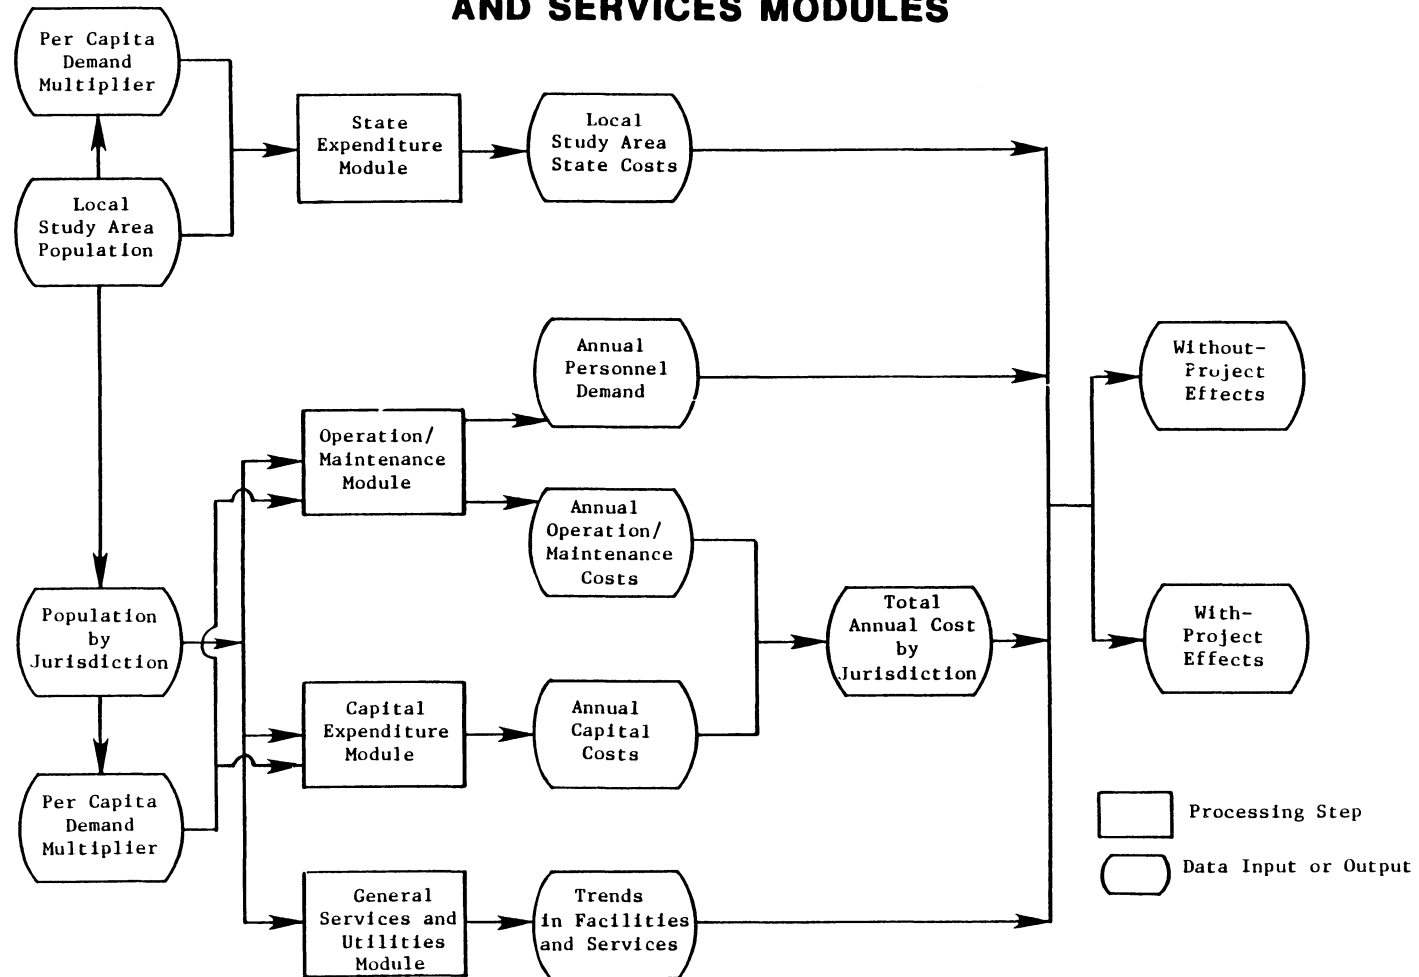 AND SERVICES MODULES
Per Capita
Demand
Multiplier
State
Expenditure
Module
Local
Study Area
State Costs
Local
Study Area
Population
Annual
Personnel
Demand
Without-
Project
Effects
Operation/
Maintenance
Module
Annual
Operation/
Maintenance
Costs
Population
by
Jurisdiction
Total
Annual Cost
by
Jurisdiction
With-
Project
Effects
Capital
Expenditure
Module
Annual
Capital
Costs
Per Capita
Demand
Multiplier
Processing Step
Data Input or Output
General
Services and
Utilities
Module
Trends
in Facilities
and Services